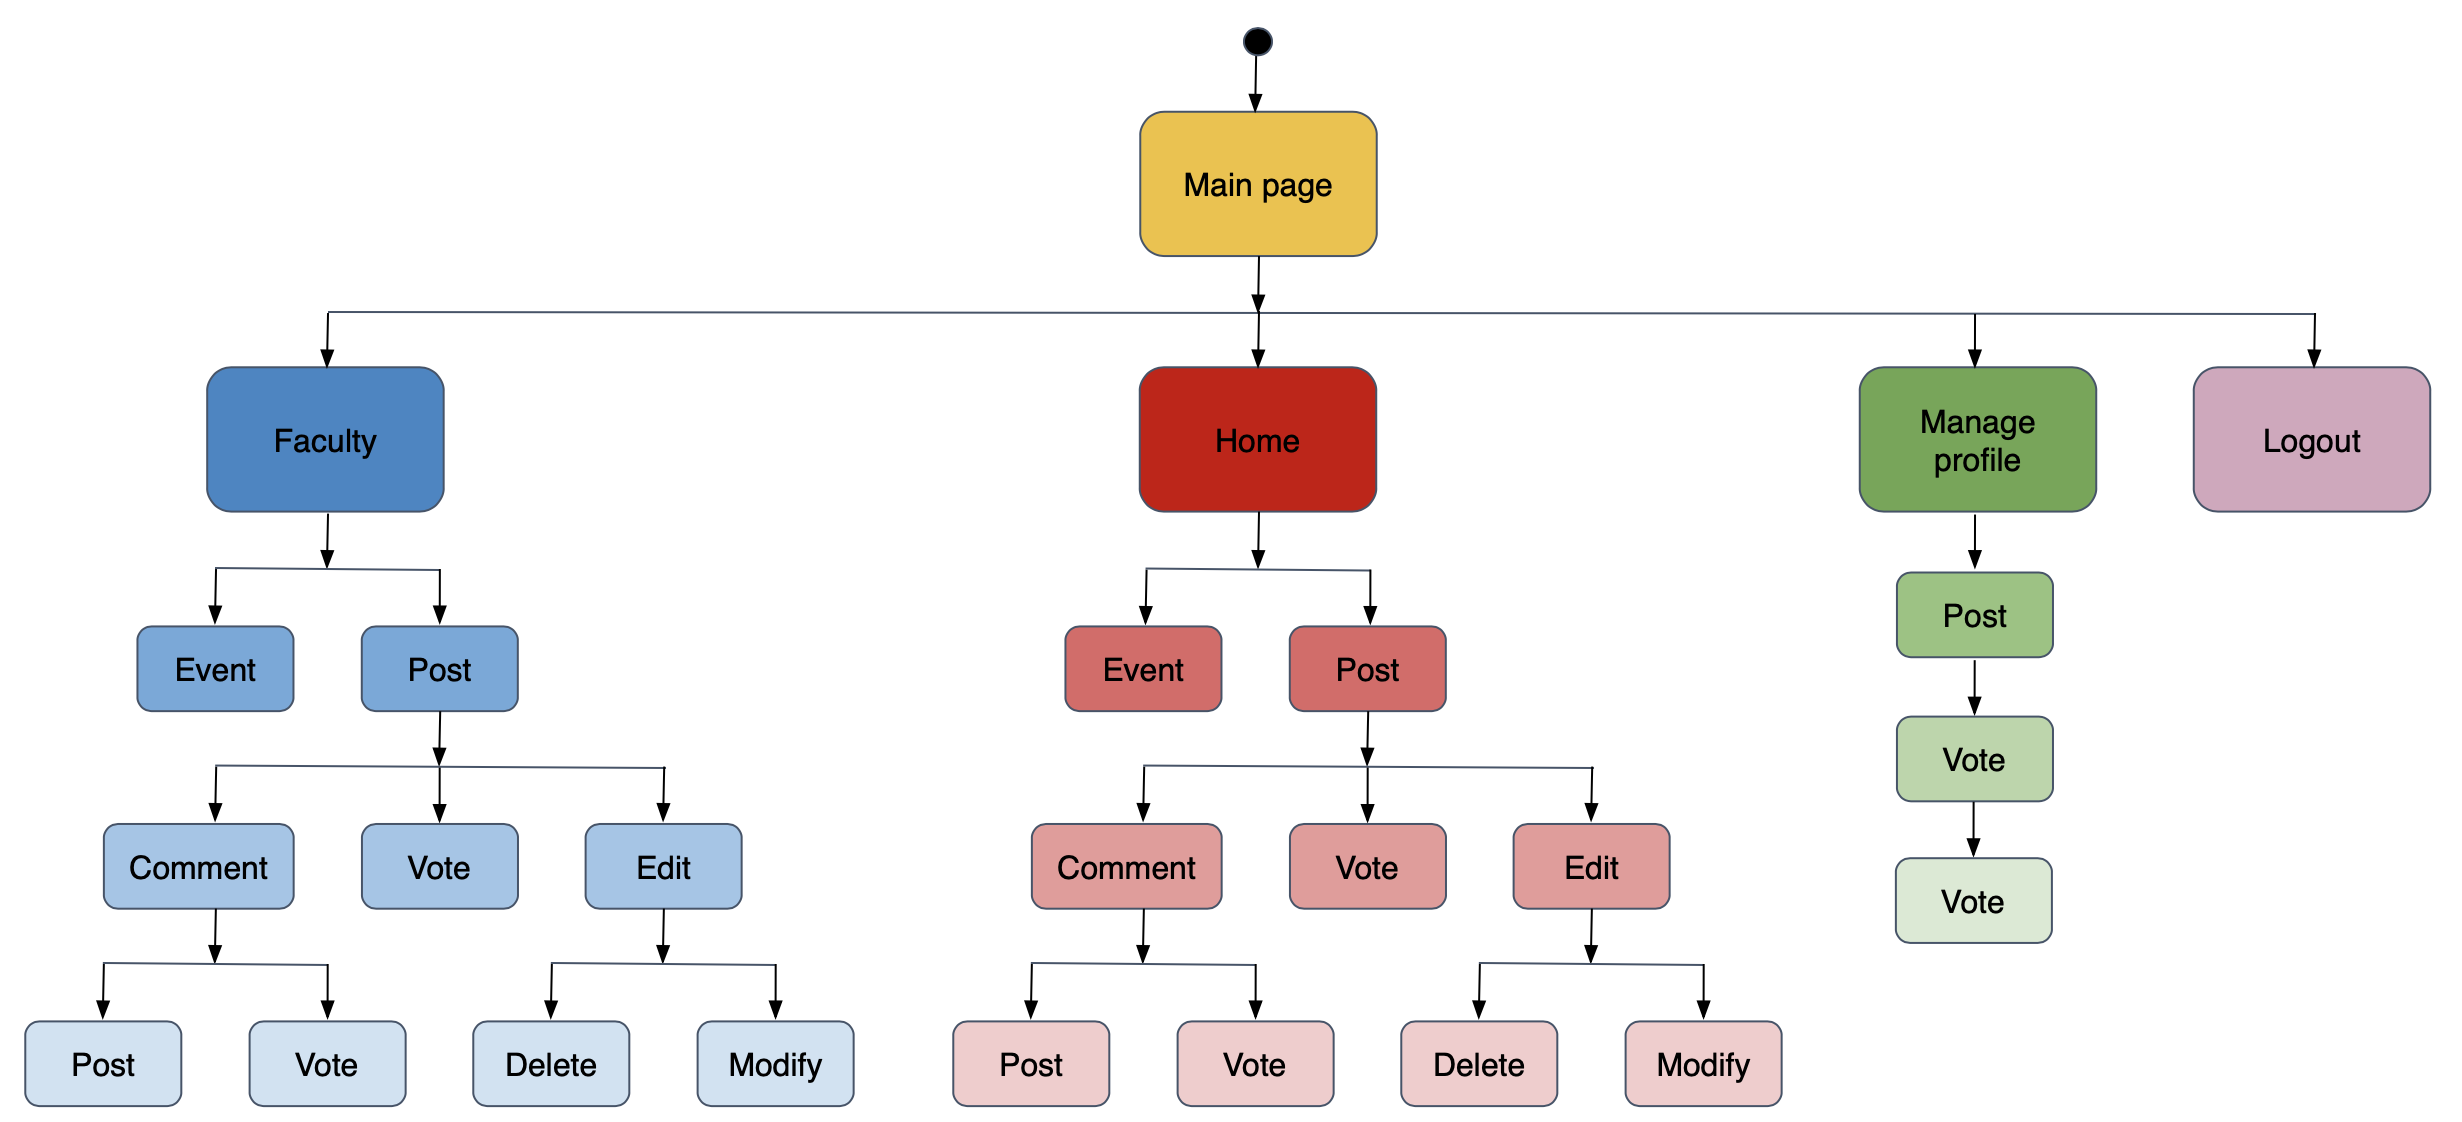 Main page
Faculty
Home
Manage
profile
Logout
Event
Post
Event
Post
Post
Vote
Comment
Vote
Edit
Comment
Vote
Edit
Vote
Post
Vote
Delete
Modify
Post
Vote
Delete
Modify